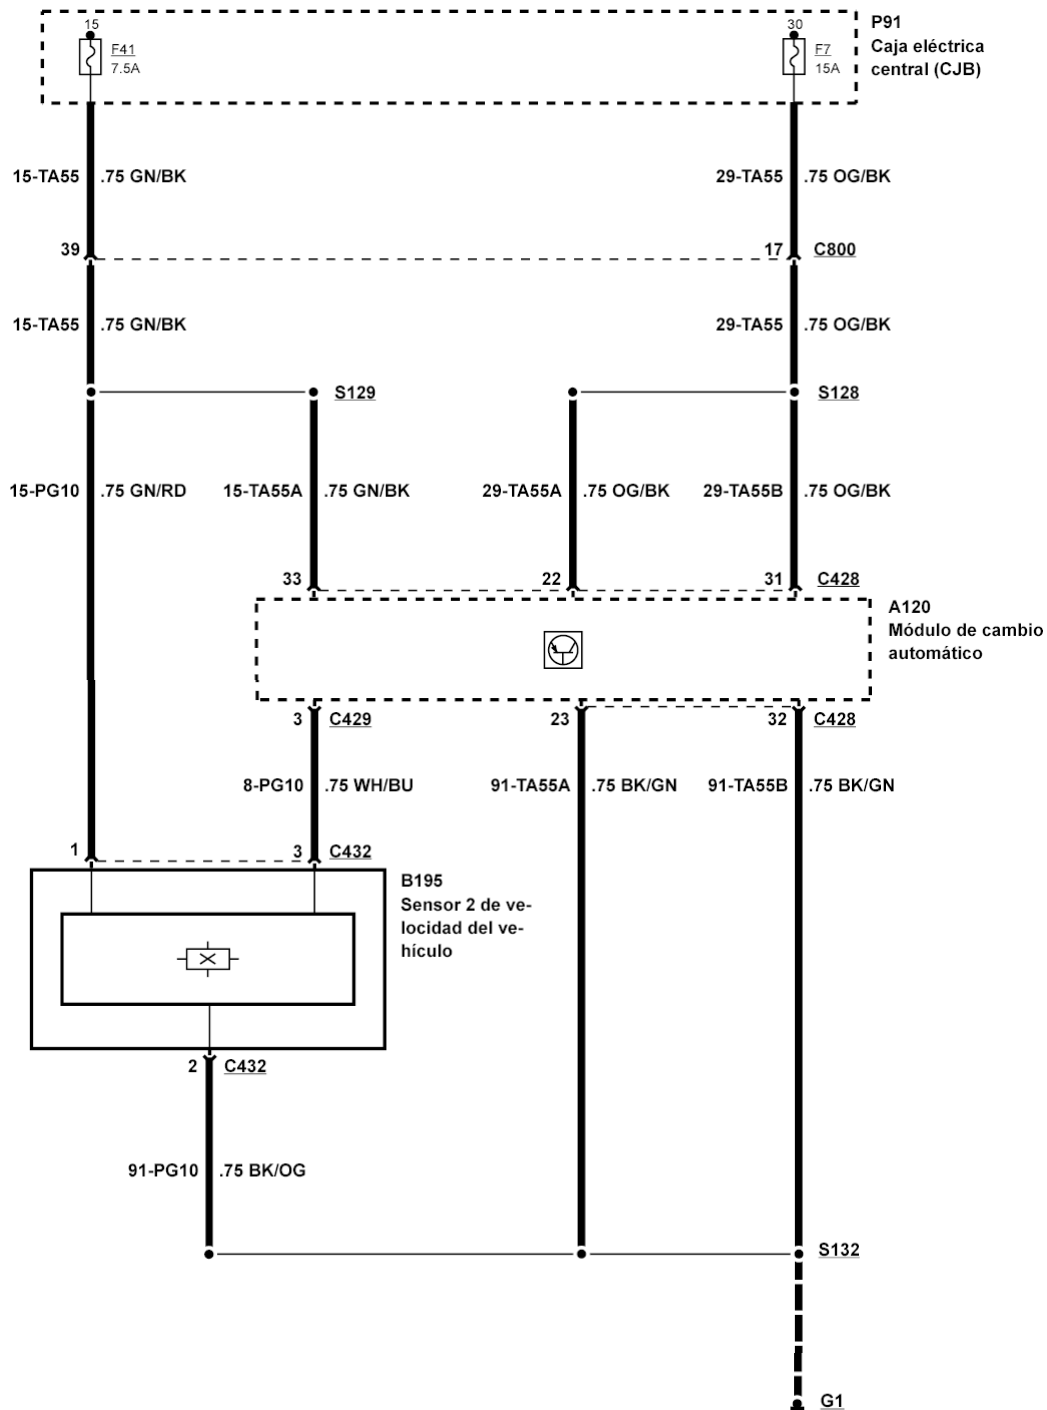 15
F41
7.5A
30
F7
15A
P91
Caja eléctrica
central (CJB)
15-TA55 .75 GN/BK
29-TA55 .75 OG/BK
39
17 C800
15-TA55 .75 GN/BK
29-TA55 .75 OG/BK
S129
S128
15-PG10 .75 GN/RD
15-TA55A .75 GN/BK
29-TA55A .75 OG/BK
29-TA55B .75 OG/BK
33
22
31 C428
A120
Módulo de cambio
automático
3 C429
23
32 C428
8-PG10 .75 WH/BU
91-TA55A .75 BK/GN
91-TA55B .75 BK/GN
1
3 C432
B195
Sensor 2 de ve-
locidad del ve-
hículo
2 C432
91-PG10 .75 BK/OG
S132
G1